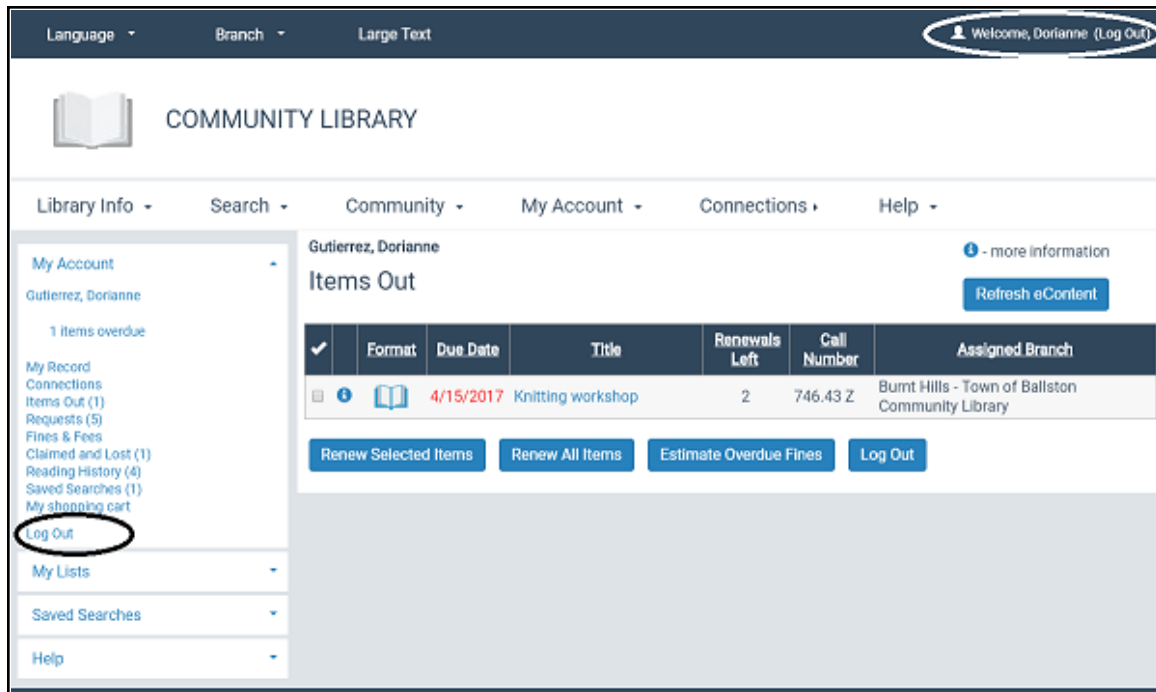 Language Branch Large Text Welcome, Dorianne (Log Out)
COMMUNITY LIBRARY
Library Info Search Community My Account Connections Help
My Account
Gutierrez, Dorianne
1 items overdue
My Record
Connections
Items Out (1)
Requests (5)
Fines & Fees
Claimed and Lost (1)
Reading History (4)
Saved Searches (1)
My shopping cart
Log Out
My Lists
Saved Searches
Help
Gutierrez, Dorianne
- more information
Items Out
Refresh eContent
Format Due Date Title Renewals Left Call Number Assigned Branch
4/15/2017 Knitting workshop 2 746.43 Z Burnt Hills - Town of Ballston
Community Library
Renew Selected Items Renew All Items Estimate Overdue Fines Log Out